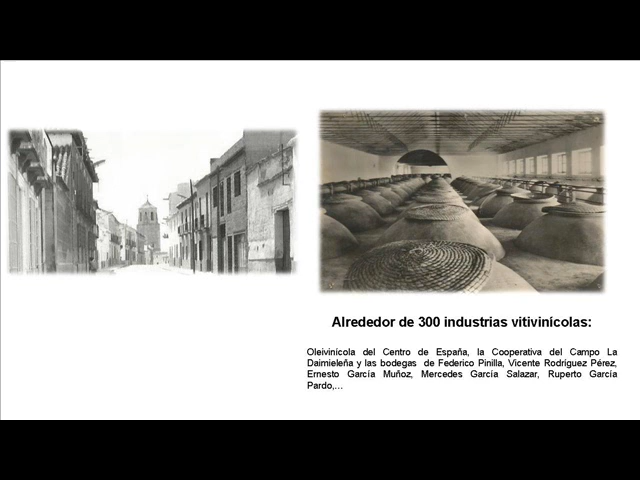 Alrededor de 300 industrias vitivinícolas:
Oleivinícola del Centro de España, la Cooperativa del Campo La
Daimieleña y las bodegas de Federico Pinilla, Vicente Rodríguez Pérez,
Ernesto García Muñoz, Mercedes García Salazar, Ruperto García
Pardo,…